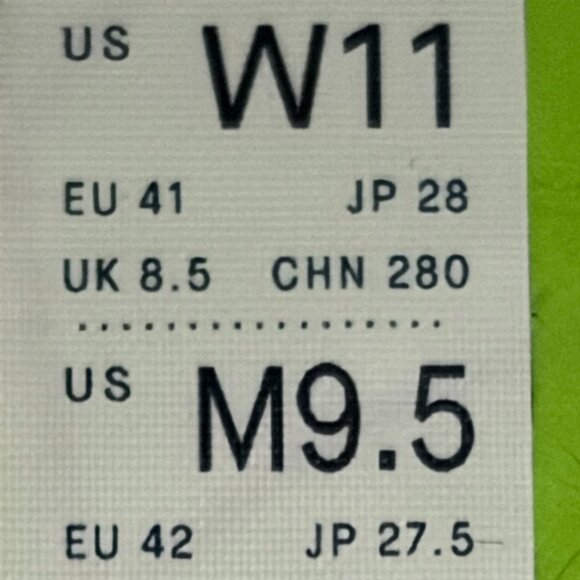 US W11
EU 41 JP 28
UK 8.5 CHN 280
US M9.5
EU 42 JP 27.5